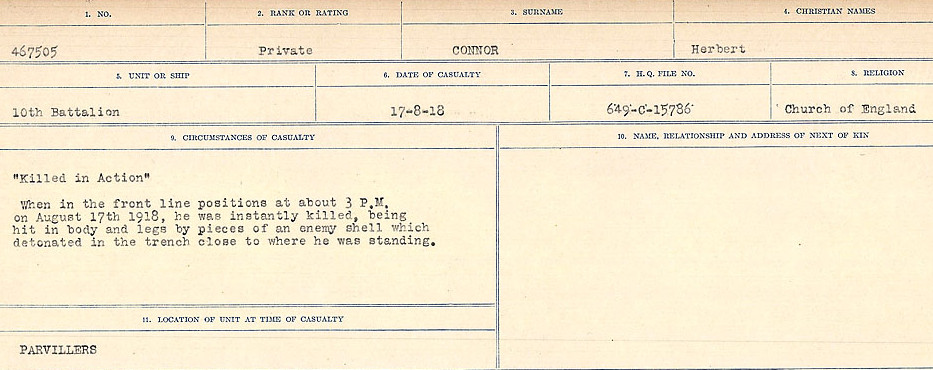 1. NO. 2. RANK OR RATING 3. SURNAME 4. CHRISTIAN NAMES
467505 Private CONNOR Herbert
5. UNIT OR SHIP 6. DATE OF CASUALTY 7. H.Q. FILE NO. 8. RELIGION
10th Battalion 17-8-18 649-C-15786 Church of England
9. CIRCUMSTANCES OF CASUALTY 10. NAME, RELATIONSHIP AND ADDRESS OF NEXT OF KIN
"Killed in Action"
When in the front line positions at about 3 P.M.
on August 17th 1918, he was instantly killed, being
hit in body and legs by pieces of an enemy shell which
detonated in the trench close to where he was standing.
11. LOCATION OF UNIT AT TIME OF CASUALTY
PARVILLERS